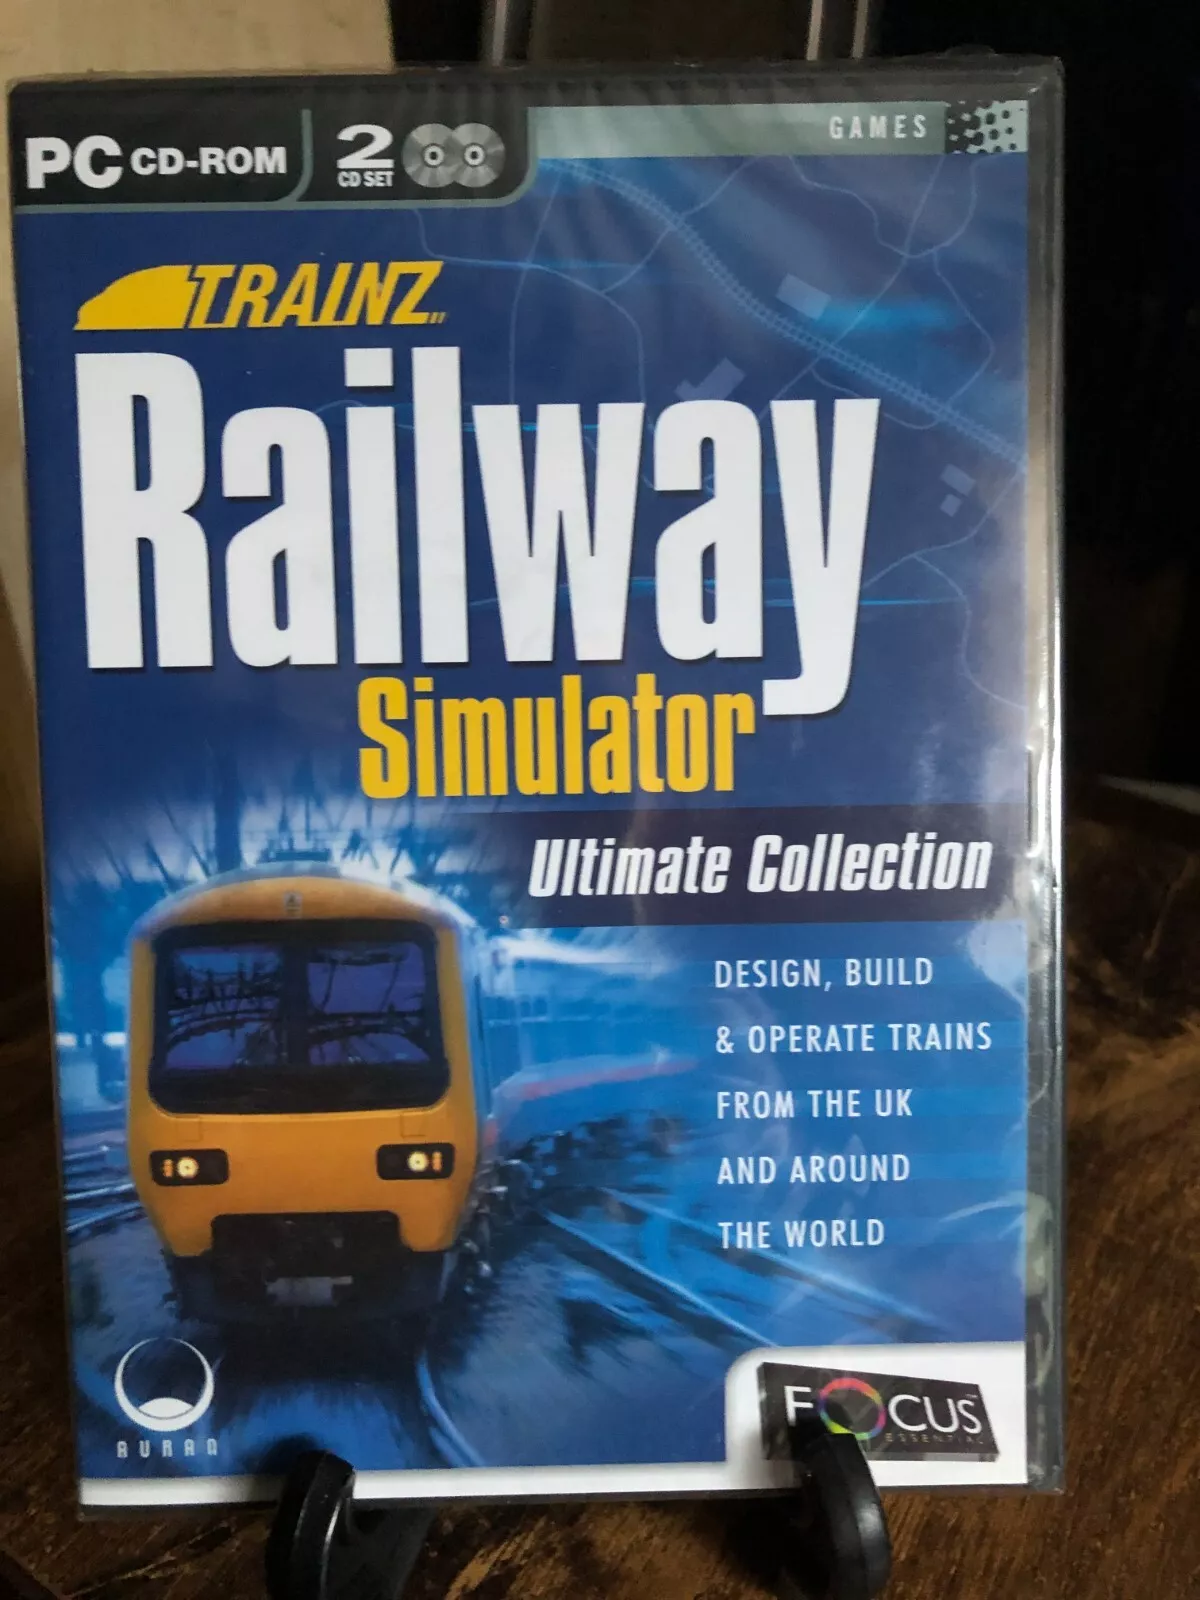 PC CD-ROM
2
CD SET
GAMES
TRAINZ
Railway
Simulator
Ultimate Collection
DESIGN, BUILD
& OPERATE TRAINS
FROM THE UK
AND AROUND
THE WORLD
AURAN
FOCUS
ESSENTIAL